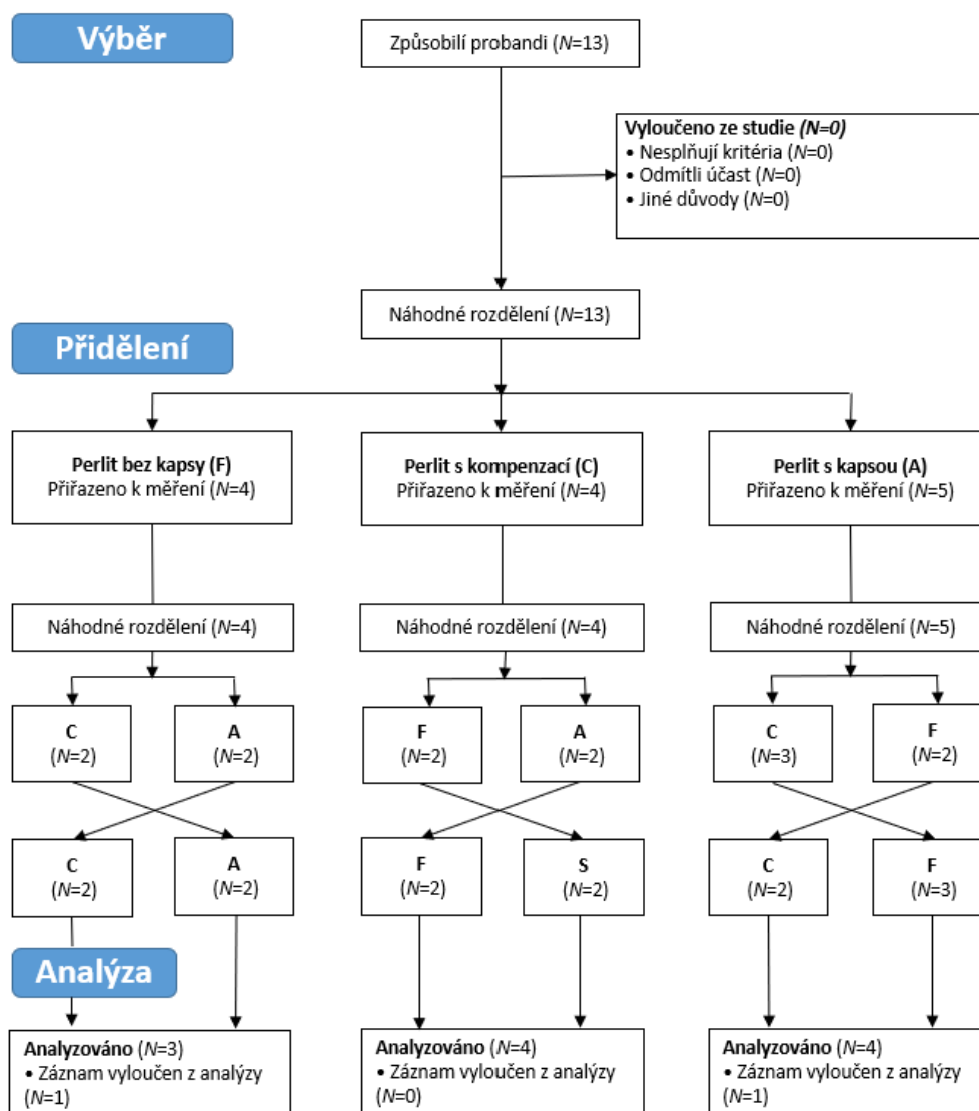 Výběr
Způsobilí probandi (N=13)
Vyloučeno ze studie (N=0)
• Nesplňují kritéria (N=0)
• Odmítli účast (N=0)
• Jiné důvody (N=0)
Náhodné rozdělení (N=13)
Přidělení
Perlit bez kapsy (F)
Přiřazeno k měření (N=4)
Perlit s kompenzací (C)
Přiřazeno k měření (N=4)
Perlit s kapsou (A)
Přiřazeno k měření (N=5)
Náhodné rozdělení (N=4)
Náhodné rozdělení (N=4)
Náhodné rozdělení (N=5)
C
(N=2)
A
(N=2)
F
(N=2)
A
(N=2)
C
(N=3)
F
(N=2)
C
(N=2)
A
(N=2)
F
(N=2)
S
(N=2)
C
(N=2)
F
(N=3)
Analýza
Analyzováno (N=3)
• Záznam vyloučen z analýzy
(N=1)
Analyzováno (N=4)
• Záznam vyloučen z analýzy
(N=0)
Analyzováno (N=4)
• Záznam vyloučen z analýzy
(N=1)